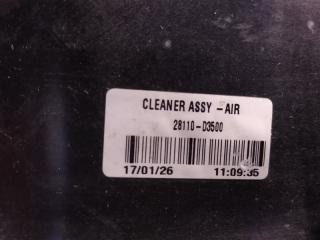 CLEANER ASSY - AIR
28110-D3500
17/01/26 11:09:35